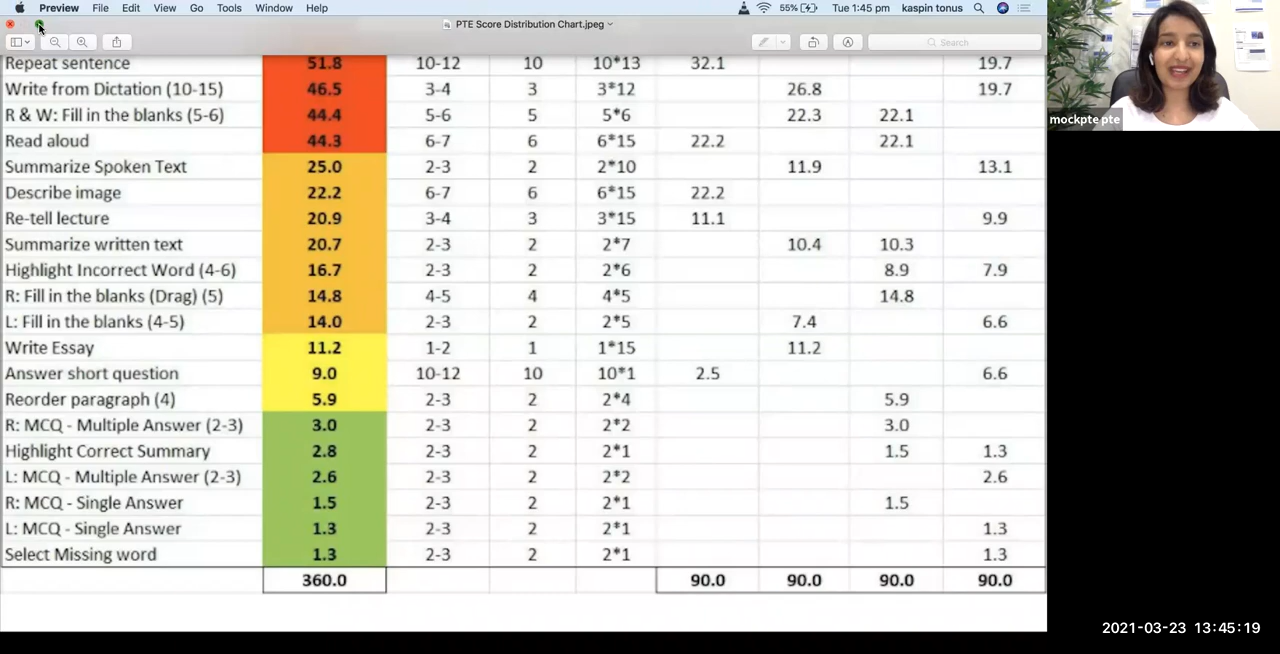 Preview File Edit View Go Tools Window Help 55% Tue 1:45 pm kaspin tonus
PTE Score Distribution Chart.jpeg
Search
Repeat sentence 51.8 10-12 10 10*13 32.1 19.7
Write from Dictation (10-15) 46.5 3-4 3 3*12 26.8 19.7
R & W: Fill in the blanks (5-6) 44.4 5-6 5 5*6 22.3 22.1
Read aloud 44.3 6-7 6 6*15 22.2 22.1
Summarize Spoken Text 25.0 2-3 2 2*10 11.9 13.1
Describe image 22.2 6-7 6 6*15 22.2
Re-tell lecture 20.9 3-4 3 3*15 11.1 9.9
Summarize written text 20.7 2-3 2 2*7 10.4 10.3
Highlight Incorrect Word (4-6) 16.7 2-3 2 2*6 8.9 7.9
R: Fill in the blanks (Drag) (5) 14.8 4-5 4 4*5 14.8
L: Fill in the blanks (4-5) 14.0 2-3 2 2*5 7.4 6.6
Write Essay 11.2 1-2 1 1*15 11.2
Answer short question 9.0 10-12 10 10*1 2.5 6.6
Reorder paragraph (4) 5.9 2-3 2 2*4 5.9
R: MCQ - Multiple Answer (2-3) 3.0 2-3 2 2*2 3.0
Highlight Correct Summary 2.8 2-3 2 2*1 1.5 1.3
L: MCQ - Multiple Answer (2-3) 2.6 2-3 2 2*2 2.6
R: MCQ - Single Answer 1.5 2-3 2 2*1 1.5
L: MCQ - Single Answer 1.3 2-3 2 2*1 1.3
Select Missing word 1.3 2-3 2 2*1 1.3
360.0 90.0 90.0 90.0 90.0
mockpte pte
2021-03-23 13:45:19